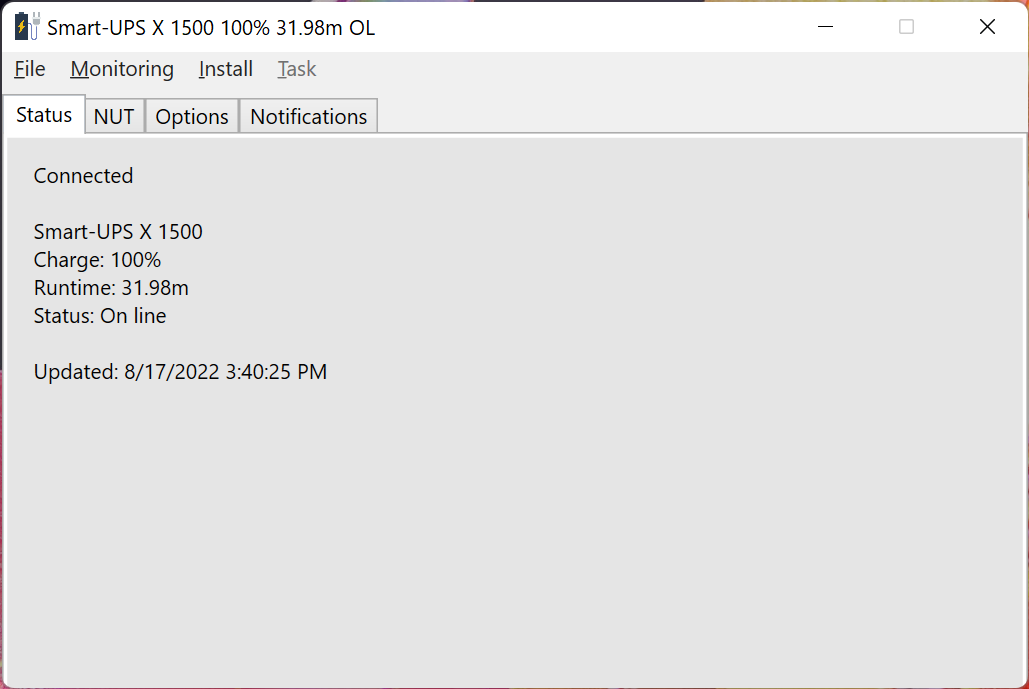 Smart-UPS X 1500 100% 31.98m OL
File Monitoring Install Task
Status NUT Options Notifications
Connected
Smart-UPS X 1500
Charge: 100%
Runtime: 31.98m
Status: On line
Updated: 8/17/2022 3:40:25 PM